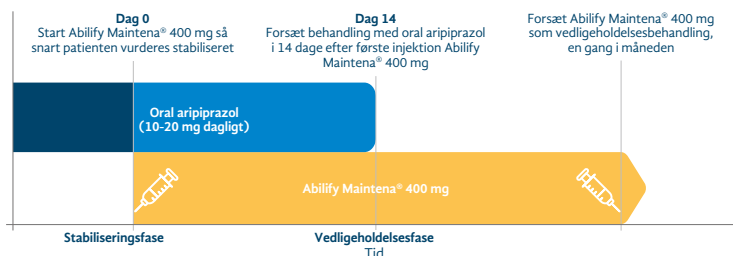 Dag 0
Start Abilify Maintena® 400 mg så
snart patienten vurderes stabiliseret
Dag 14
Forsæt behandling med oral aripiprazol
i 14 dage efter første injektion Abilify
Maintena® 400 mg
Forsæt Abilify Maintena® 400 mg
som vedligeholdelsesbehandling,
en gang i måneden
Oral aripiprazol
(10-20 mg dagligt)
Abilify Maintena® 400 mg
Stabiliseringsfase
Vedligeholdelsesfase
Tid